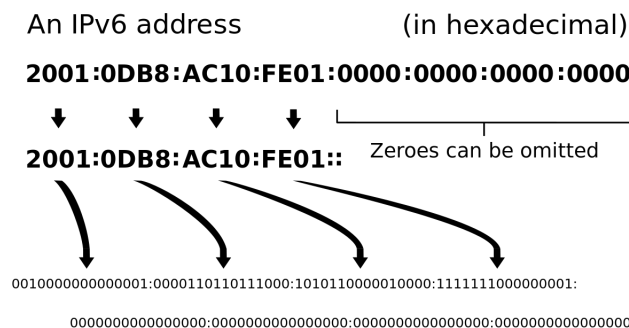 An IPv6 address (in hexadecimal)
2001:0DB8:AC10:FE01:0000:0000:0000:0000
2001:0DB8:AC10:FE01::
Zeroes can be omitted
0010000000000001:0000110110111000:1010110000010000:1111111000000001:
0000000000000000:0000000000000000:0000000000000000:0000000000000000